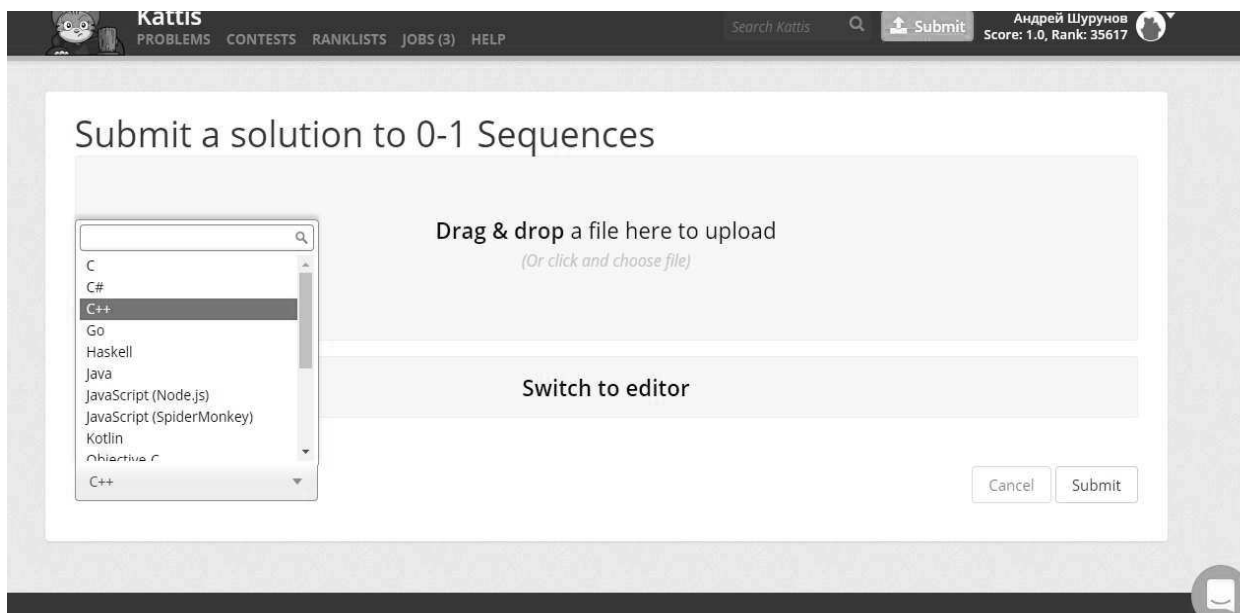 Kattis
PROBLEMS CONTESTS RANKLISTS JOBS (3) HELP
Search Kattis
Submit
Андрей Шурунов
Score: 1.0, Rank: 35617
Submit a solution to 0-1 Sequences
Drag & drop a file here to upload
(Or click and choose file)
C
C#
C++
Go
Haskell
Java
JavaScript (Node.js)
JavaScript (SpiderMonkey)
Kotlin
Objective-C
Switch to editor
C++
Cancel
Submit